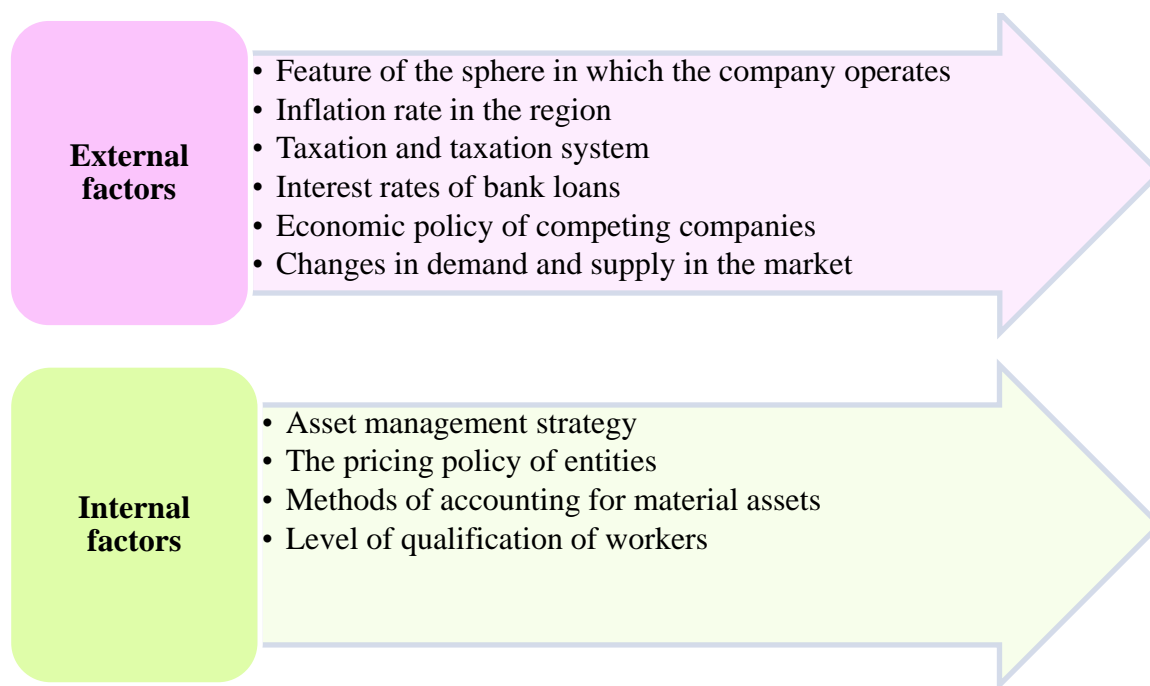 External
factors
• Feature of the sphere in which the company operates
• Inflation rate in the region
• Taxation and taxation system
• Interest rates of bank loans
• Economic policy of competing companies
• Changes in demand and supply in the market
Internal
factors
• Asset management strategy
• The pricing policy of entities
• Methods of accounting for material assets
• Level of qualification of workers